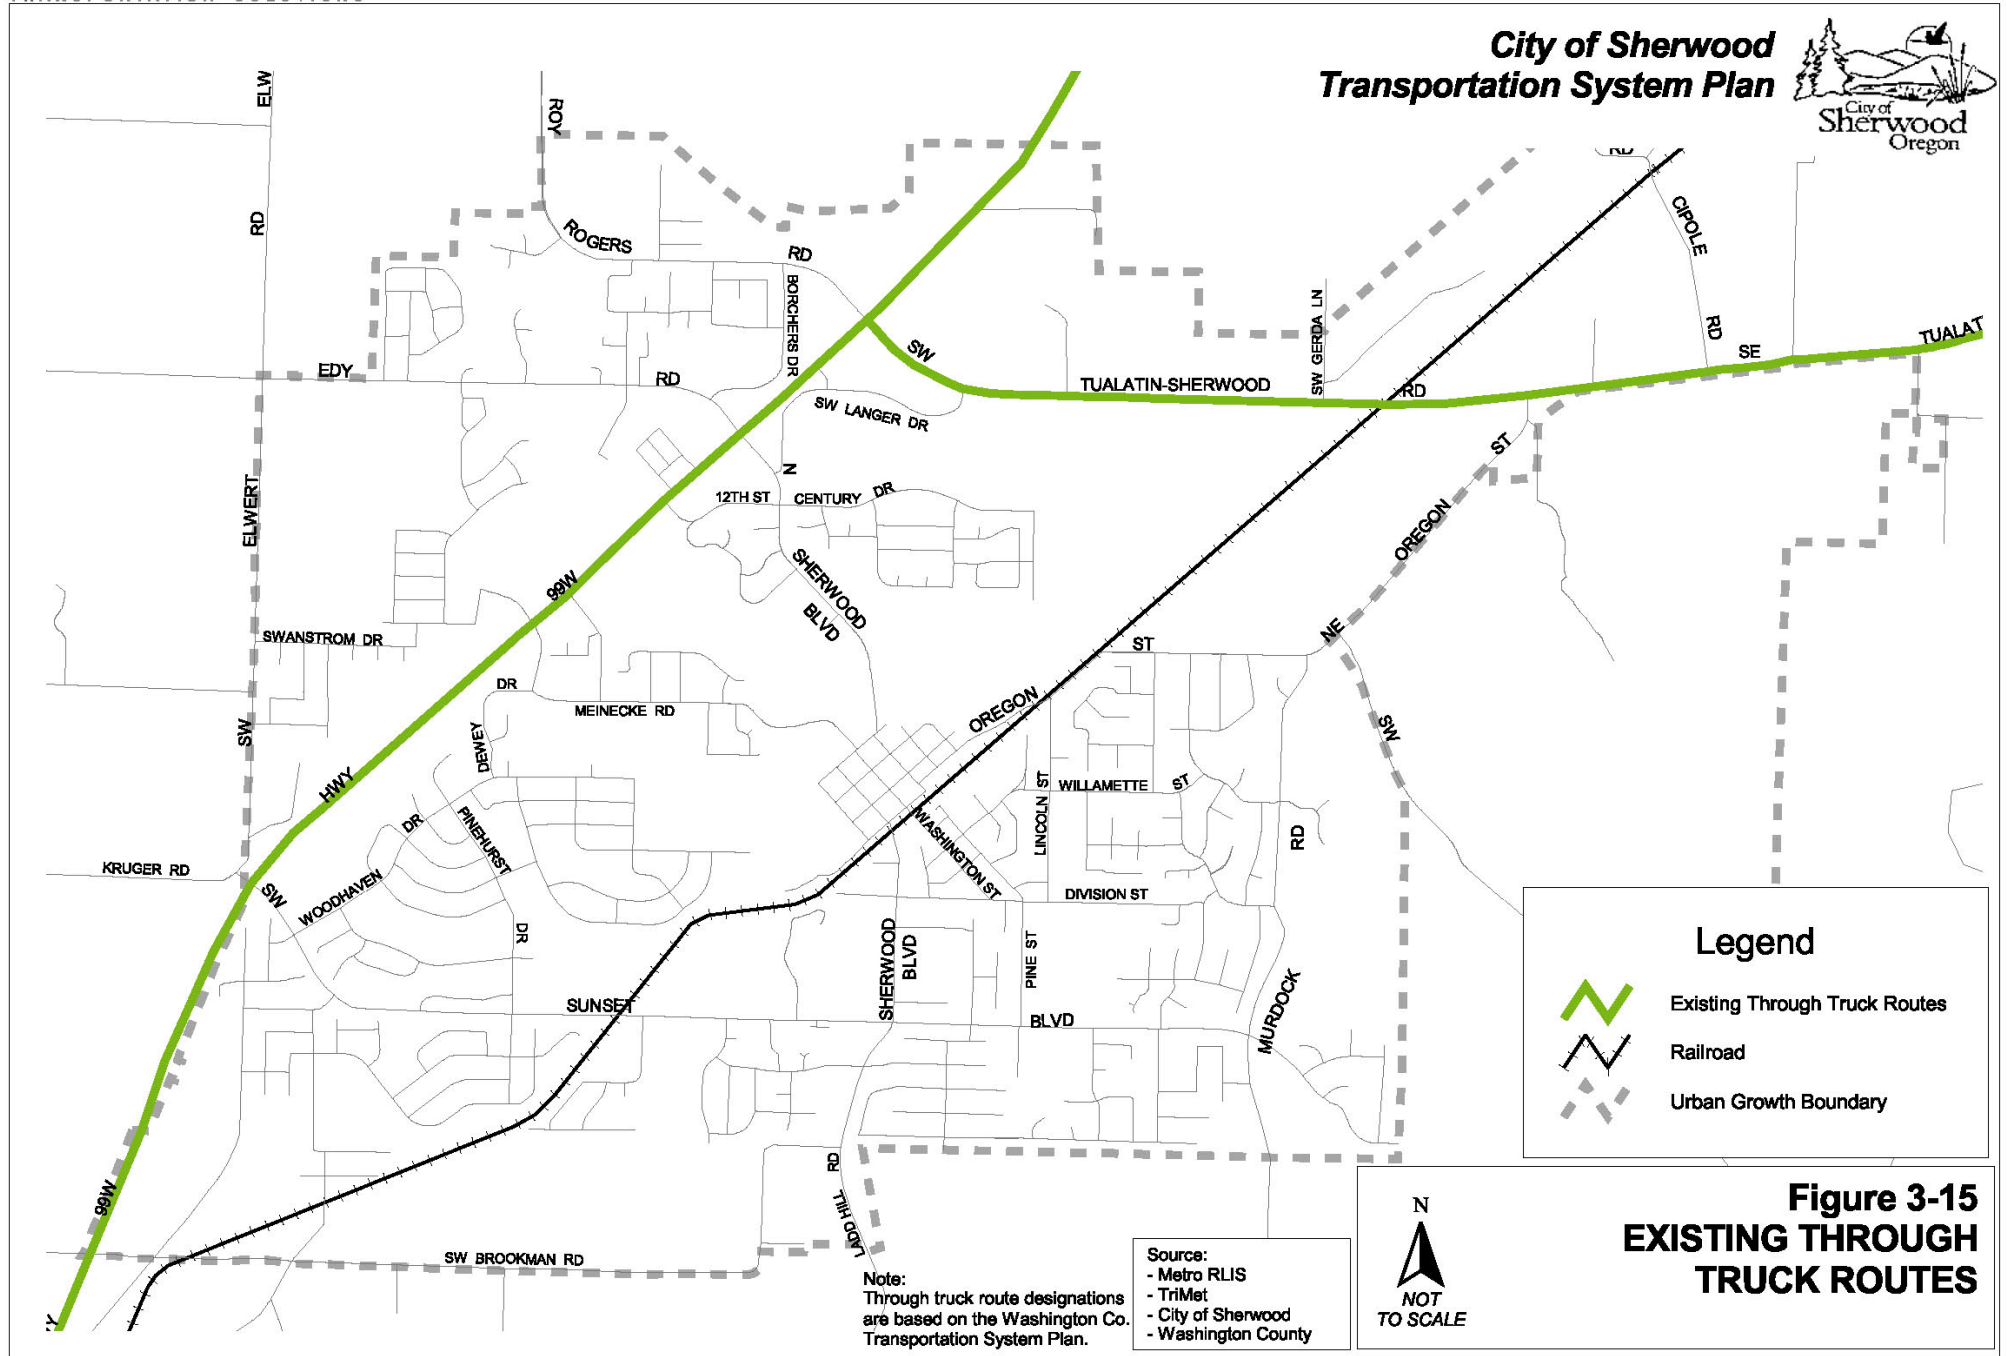 TRANSPORTATION SOLUTIONS
City of Sherwood
Transportation System Plan
City of
Sherwood
Oregon
ELW
RD
ROY
ROGERS
RD
BORCHERS DR
RD
CIPOLE
RD
SW GERDA LN
SW
TUALATIN-SHERWOOD
RD
SE
TUALAT
EDY
RD
SW LANGER DR
N
12TH ST
CENTURY
DR
ST
OREGON
NE
SW
ELWERT
SW
99W
SHERWOOD
BLVD
SWANSTROM DR
DR
MEINECKE RD
DEWEY
ST
OREGON
HWY
DR
PINEHURST
DR
WOODHAVEN
KRUGER RD
SW
WASHINGTON ST
LINCOLN ST
WILLAMETTE
ST
RD
DIVISION ST
SHERWOOD
BLVD
PINE ST
MURDOCK
SUNSET
BLVD
99W
SW BROOKMAN RD
RD
LADD HILL
Y
Legend
Existing Through Truck Routes
Railroad
Urban Growth Boundary
Note:
Through truck route designations
are based on the Washington Co.
Transportation System Plan.
Source:
- Metro RLIS
- TriMet
- City of Sherwood
- Washington County
N
NOT
TO SCALE
Figure 3-15
EXISTING THROUGH
TRUCK ROUTES